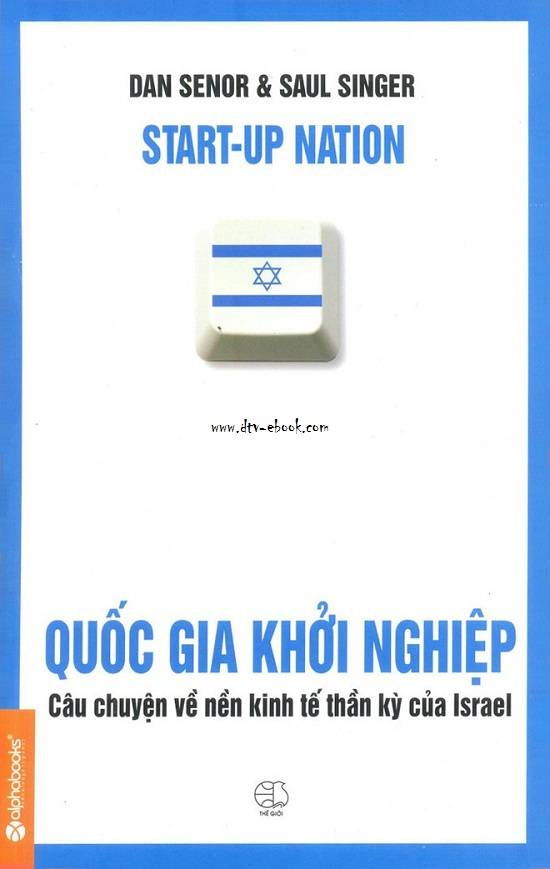 DAN SENOR & SAUL SINGER
START-UP NATION
www.dtv-ebook.com
QUỐC GIA KHỞI NGHIỆP
Câu chuyện về nền kinh tế thần kỳ của Israel
alphabooks
THẾ GIỚI